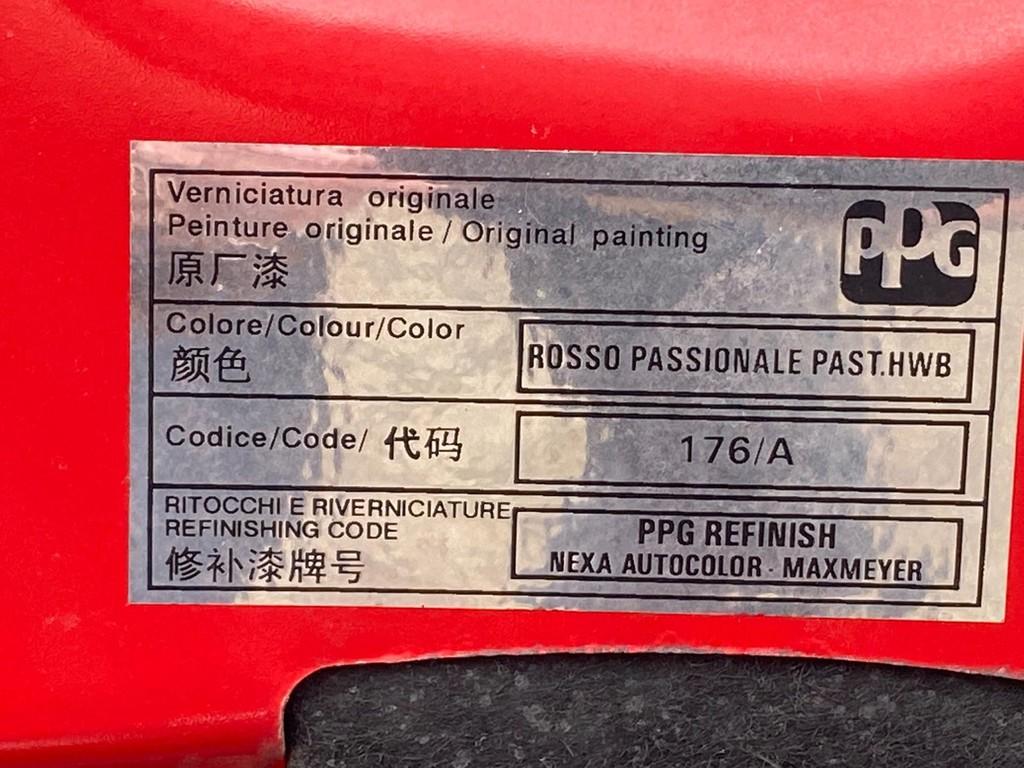 Verniciatura originale
Peinture originale / Original painting
原厂漆
PPG
Colore/Colour/Color
颜色
ROSSO PASSIONALE PAST.HWB
Codice/Code/ 代码
176/A
RITOCCHI E RIVERNICIATURE
REFINISHING CODE
修补漆牌号
PPG REFINISH
NEXA AUTOCOLOR - MAXMEYER